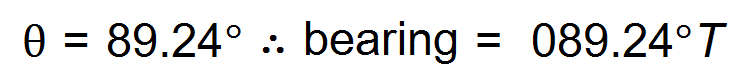 θ = 89.24° ∴ bearing = 089.24°T